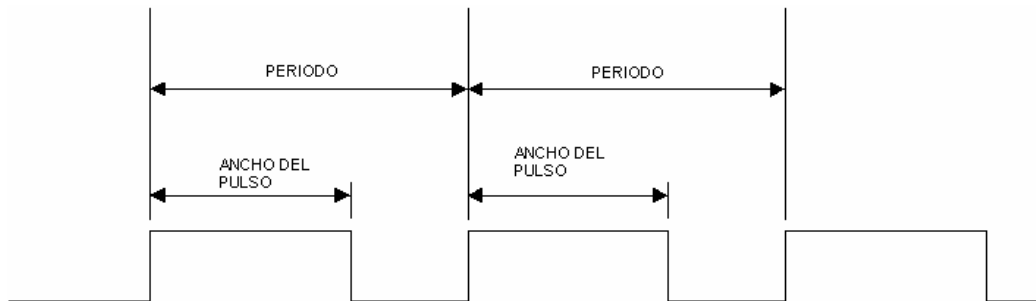 PERIODO
PERIODO
ANCHO DEL
PULSO
ANCHO DEL
PULSO